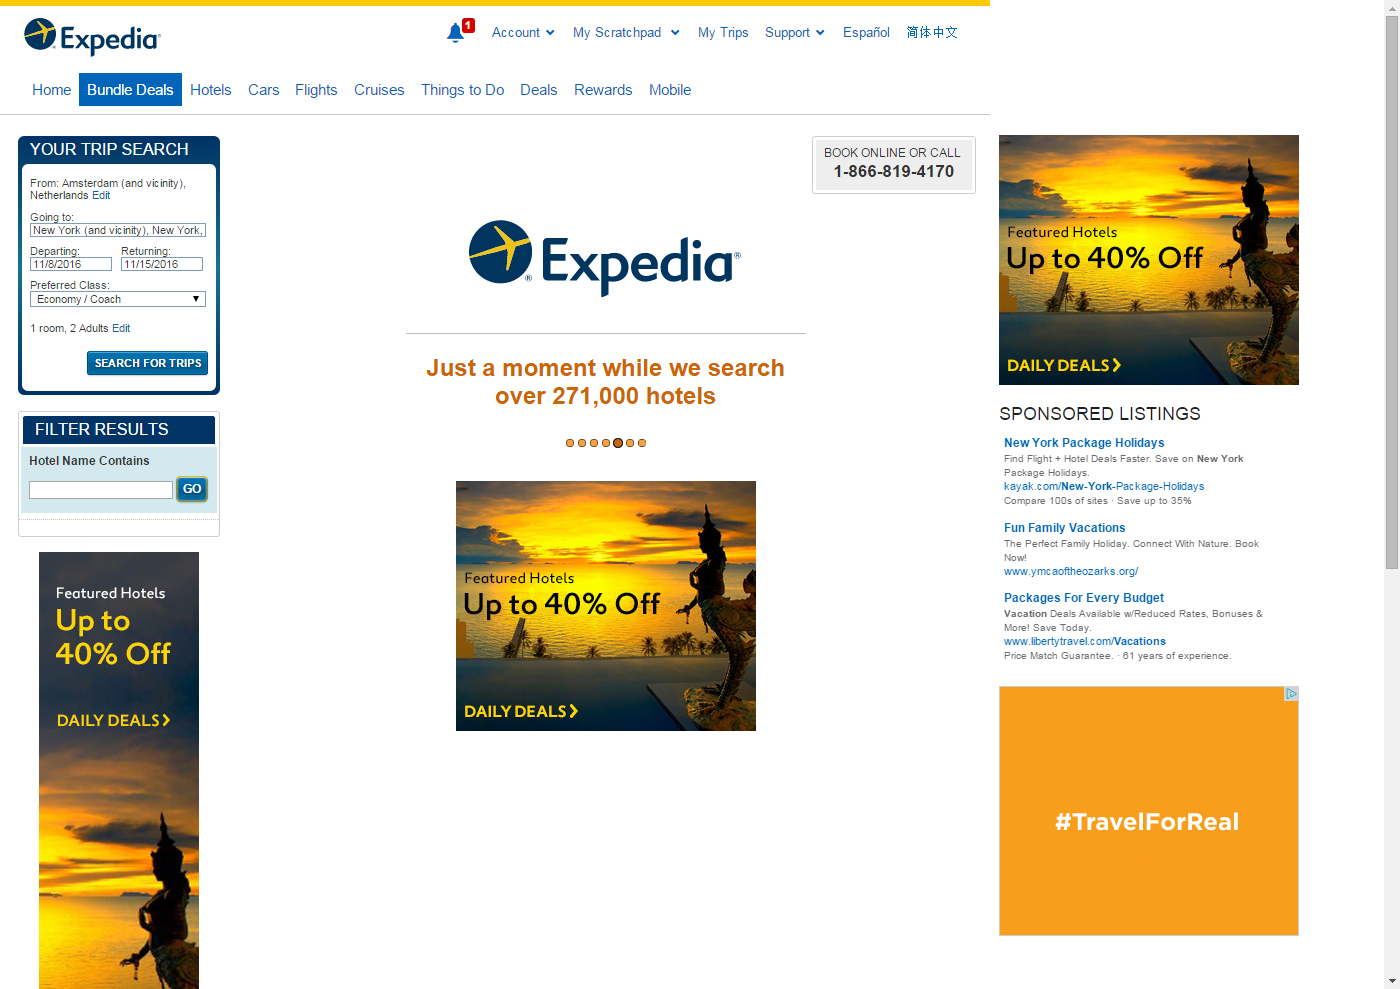 Expedia
1
Account
My Scratchpad
My Trips
Support
Español
简体中文
Home
Bundle Deals
Hotels
Cars
Flights
Cruises
Things to Do
Deals
Rewards
Mobile
YOUR TRIP SEARCH
From: Amsterdam (and vicinity),
Netherlands Edit
Going to:
New York (and vicinity), New York,
Departing:
Returning:
11/8/2016
11/15/2016
Preferred Class:
Economy / Coach
1 room, 2 Adults Edit
SEARCH FOR TRIPS
FILTER RESULTS
Hotel Name Contains
GO
Featured Hotels
Up to
40% Off
DAILY DEALS
BOOK ONLINE OR CALL
1-866-819-4170
Expedia®
Just a moment while we search
over 271,000 hotels
Featured Hotels
Up to 40% Off
DAILY DEALS
Featured Hotels
Up to 40% Off
DAILY DEALS
SPONSORED LISTINGS
New York Package Holidays
Find Flight + Hotel Deals Faster. Save on New York
Package Holidays.
kayak.com/New-York-Package-Holidays
Compare 100s of sites · Save up to 35%
Fun Family Vacations
The Perfect Family Holiday. Connect With Nature. Book
Now!
www.ymcaoftheozarks.org/
Packages For Every Budget
Vacation Deals Available w/Reduced Rates, Bonuses &
More! Save Today.
www.libertytravel.com/Vacations
Price Match Guarantee. · 61 years of experience.
#TravelForReal